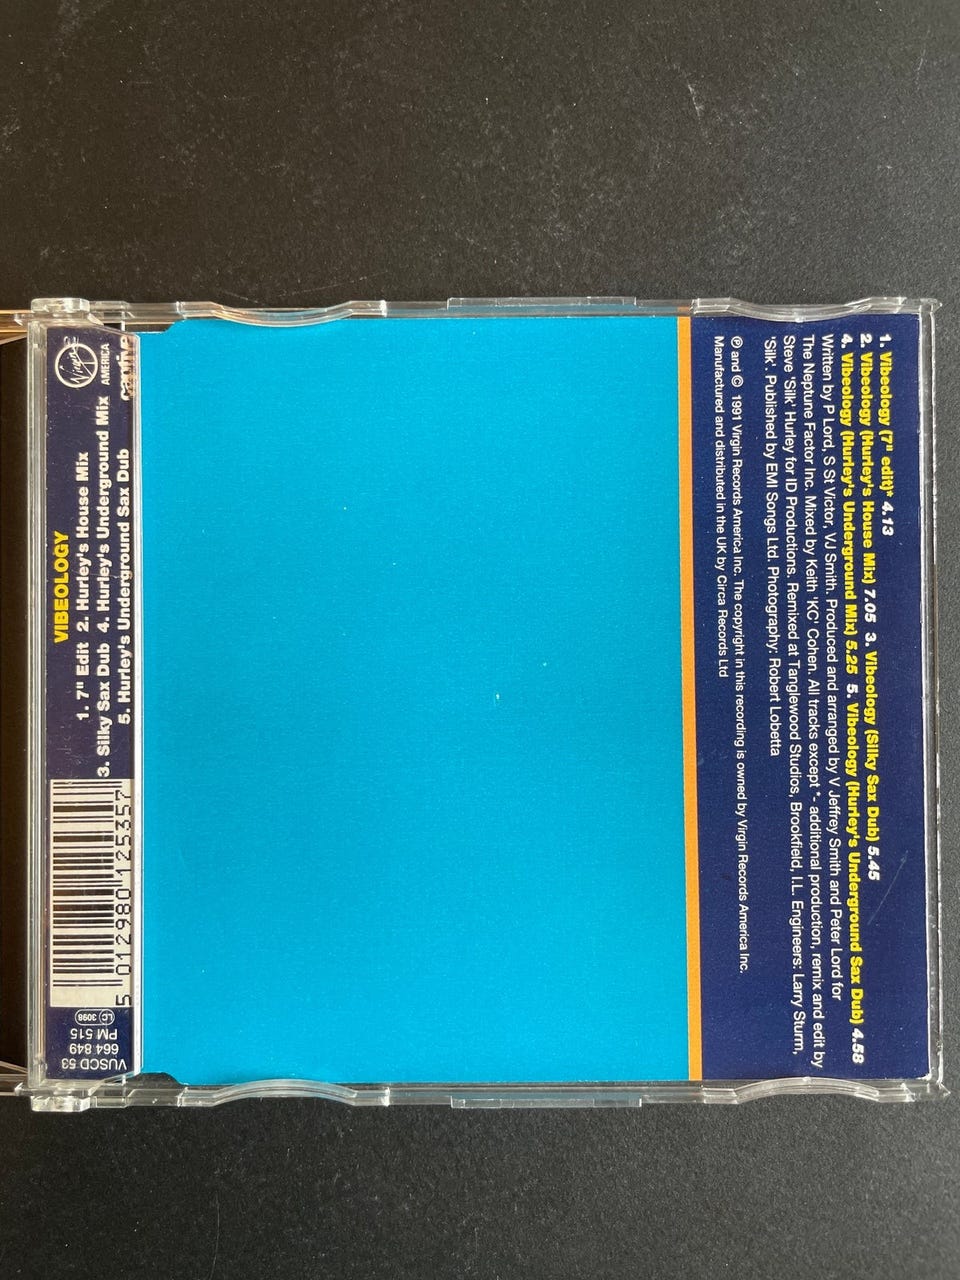 1. Vibeology (7" edit)* 4.13
2. Vibeology (Hurley's House Mix) 7.05 3. Vibeology (Silky Sax Dub) 5.45
4. Vibeology (Hurley's Underground Mix) 5.25 5. Vibeology (Hurley's Underground Sax Dub) 4.58
Written by P Lord, S St Victor, VJ Smith. Produced and arranged by V Jeffrey Smith and Peter Lord for
The Neptune Factor Inc. Mixed by Keith 'KC' Cohen. All tracks except *- additional production, remix and edit by
Steve 'Silk' Hurley for ID Productions. Remixed at Tanglewood Studios, Brookfield, I.L. Engineers: Larry Sturm,
'Silk'. Published by EMI Songs Ltd. Photography: Robert Lobetta
℗ and © 1991 Virgin Records America Inc. The copyright in this recording is owned by Virgin Records America Inc.
Manufactured and distributed in the UK by Circa Records Ltd
Virgin
AMERICA
captive
VIBEOLOGY
1. 7" Edit 2. Hurley's House Mix
3. Silky Sax Dub 4. Hurley's Underground Mix
5. Hurley's Underground Sax Dub
5 012980 125357
LC 3098
VUSCD 53
664 849
PM 515